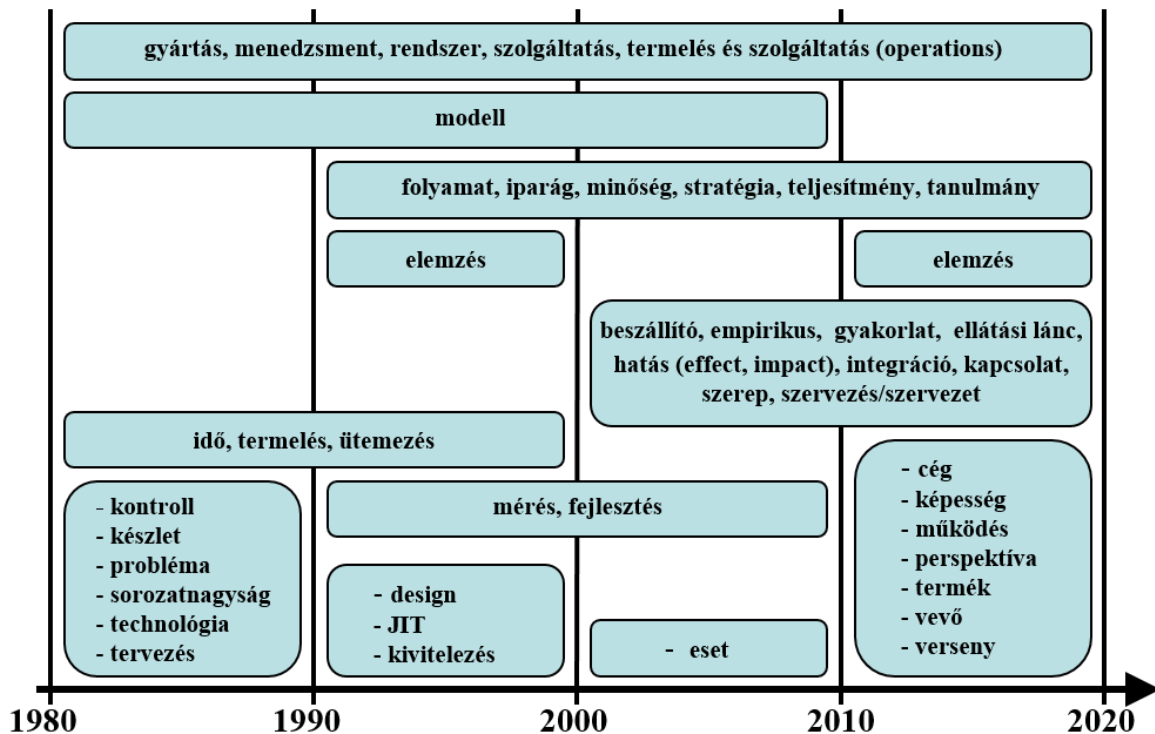 gyártás, menedzsment, rendszer, szolgáltatás, termelés és szolgáltatás (operations)
modell
folyamat, iparág, minőség, stratégia, teljesítmény, tanulmány
elemzés
elemzés
beszállító, empirikus, gyakorlat, ellátási lánc,
hatás (effect, impact), integráció, kapcsolat,
szerep, szervezés/szervezet
idő, termelés, ütemezés
- kontroll
- készlet
- probléma
- sorozatnagyság
- technológia
- tervezés
mérés, fejlesztés
- design
- JIT
- kivitelezés
- eset
- cég
- képesség
- működés
- perspektíva
- termék
- vevő
- verseny
1980 1990 2000 2010 2020